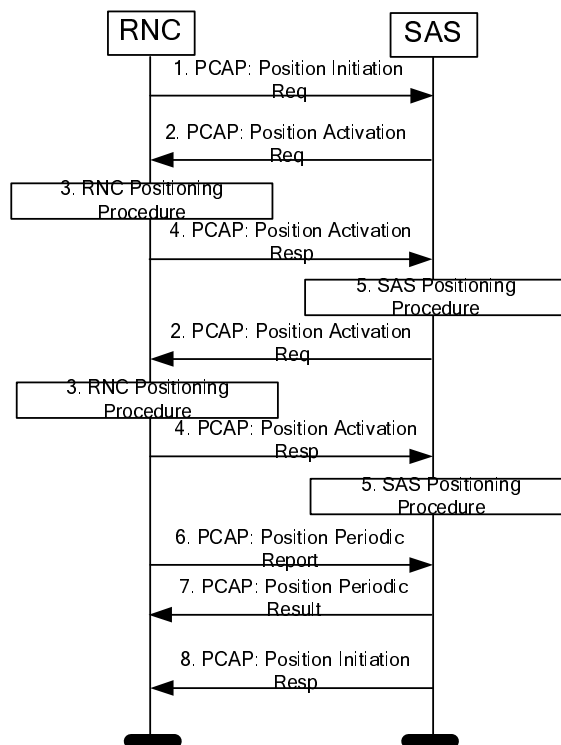 RNC
SAS
1. PCAP: Position Initiation
Req
2. PCAP: Position Activation
Req
3. RNC Positioning
Procedure
4. PCAP: Position Activation
Resp
5. SAS Positioning
Procedure
2. PCAP: Position Activation
Req
3. RNC Positioning
Procedure
4. PCAP: Position Activation
Resp
5. SAS Positioning
Procedure
6. PCAP: Position Periodic
Report
7. PCAP: Position Periodic
Result
8. PCAP: Position Initiation
Resp